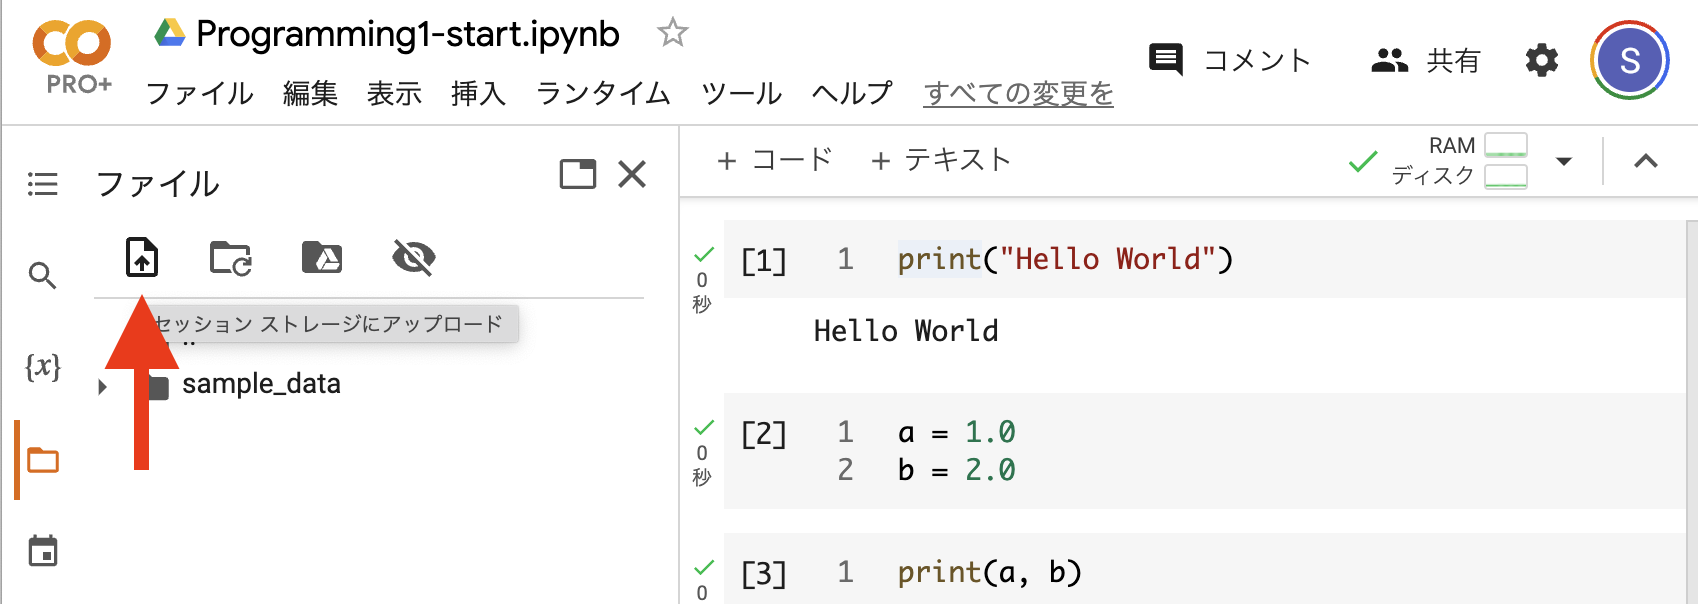 PRO+
Programming1-start.ipynb
ファイル 編集 表示 挿入 ランタイム ツール ヘルプ すべての変更を
コメント 共有 S
ファイル
セッション ストレージにアップロード
..
sample_data
{x}
+ コード + テキスト
RAM
ディスク
[1] 1 print("Hello World")
0
秒
Hello World
[2] 1 a = 1.0
2 b = 2.0
0
秒
[3] 1 print(a, b)
0